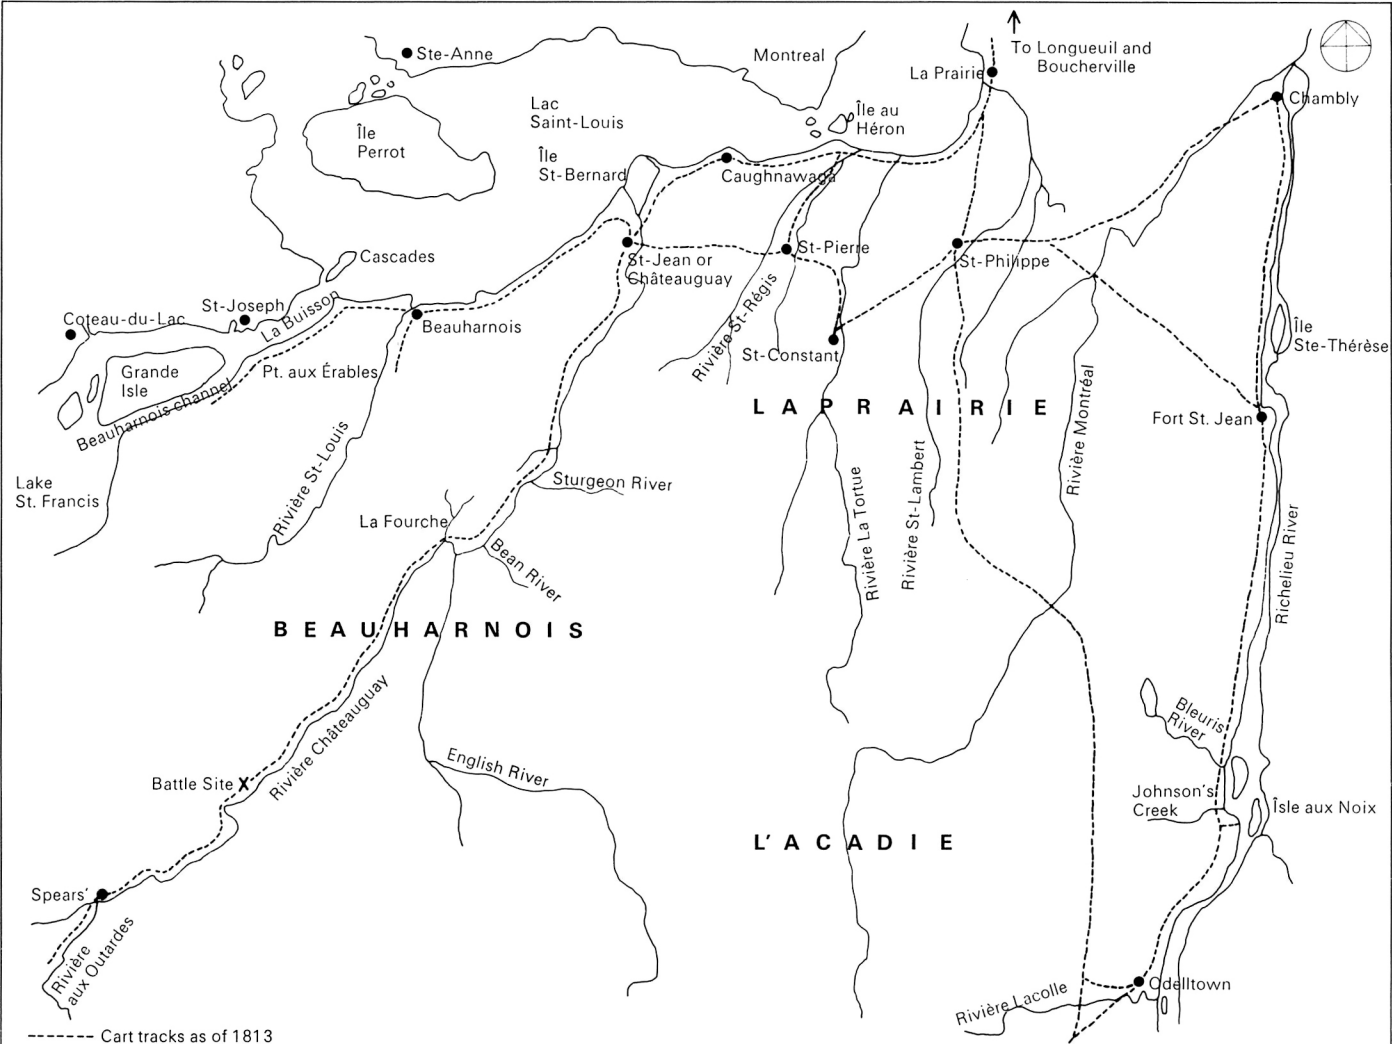 To Longueuil and
Boucherville
Ste-Anne
Montreal
La Prairie
Chambly
Lac
Saint-Louis
Île au
Héron
Île
Perrot
Île
St-Bernard
Caughnawaga
Cascades
St-Jean or
Châteauguay
St-Pierre
St-Philippe
Coteau-du-Lac
St-Joseph
La Buisson
Beauharnois
Rivière St-Régis
St-Constant
Île
Ste-Thérèse
Grande
Isle
Pt. aux Érables
Beauharnois channel
LAPRAIRIE
Fort St. Jean
Rivière Montréal
Rivière St-Louis
Lake
St. Francis
Sturgeon River
La Fourche
Bean River
Rivière La Tortue
Rivière St-Lambert
Richelieu River
BEAUHARNOIS
Rivière Châteauguay
Bleuris
River
English River
Battle Site X
Johnson's
Creek
Îsle aux Noix
L'ACADIE
Spears'
Rivière
aux Outardes
Odelltown
Rivière Lacolle
Cart tracks as of 1813